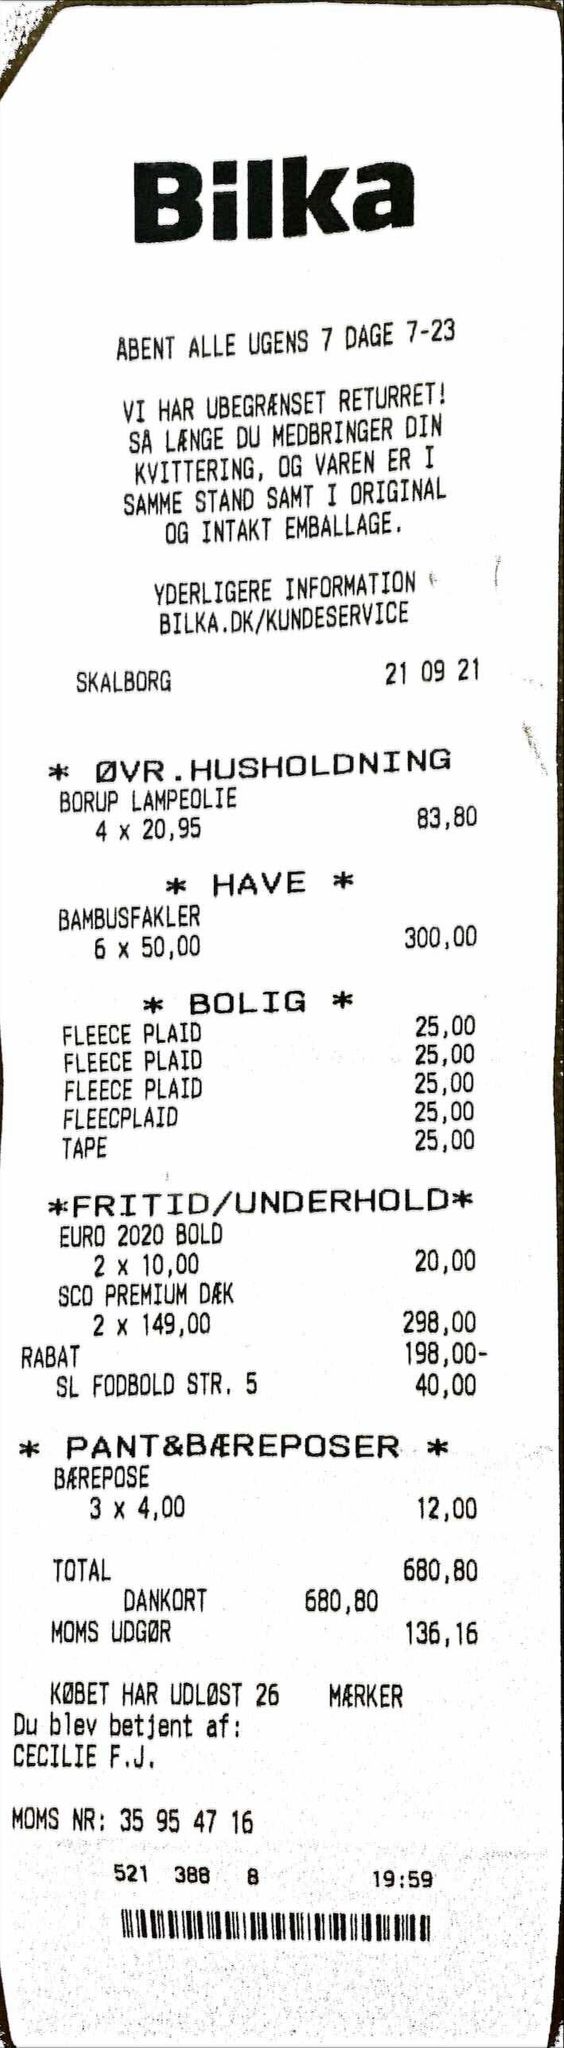 Bilka
ÅBENT ALLE UGENS 7 DAGE 7-23
VI HAR UBEGRÆNSET RETURRET!
SÅ LÆNGE DU MEDBRINGER DIN
KVITTERING, OG VAREN ER I
SAMME STAND SAMT I ORIGINAL
OG INTAKT EMBALLAGE.
YDERLIGERE INFORMATION
BILKA.DK/KUNDESERVICE
SKALBORG 21 09 21
* ØVR.HUSHOLDNING
BORUP LAMPEOLIE
4 x 20,95 83,80
* HAVE *
BAMBUSFAKLER
6 x 50,00 300,00
* BOLIG *
FLEECE PLAID 25,00
FLEECE PLAID 25,00
FLEECE PLAID 25,00
FLEECPLAID 25,00
TAPE 25,00
*FRITID/UNDERHOLD*
EURO 2020 BOLD
2 x 10,00 20,00
SCO PREMIUM DÆK
2 x 149,00 298,00
RABAT 198,00-
SL FODBOLD STR. 5 40,00
* PANT&BÆREPOSER *
BÆREPOSE
3 x 4,00 12,00
TOTAL 680,80
DANKORT 680,80
MOMS UDGØR 136,16
KØBET HAR UDLØST 26 MÆRKER
Du blev betjent af:
CECILIE F.J.
MOMS NR: 35 95 47 16
521 388 8 19:59